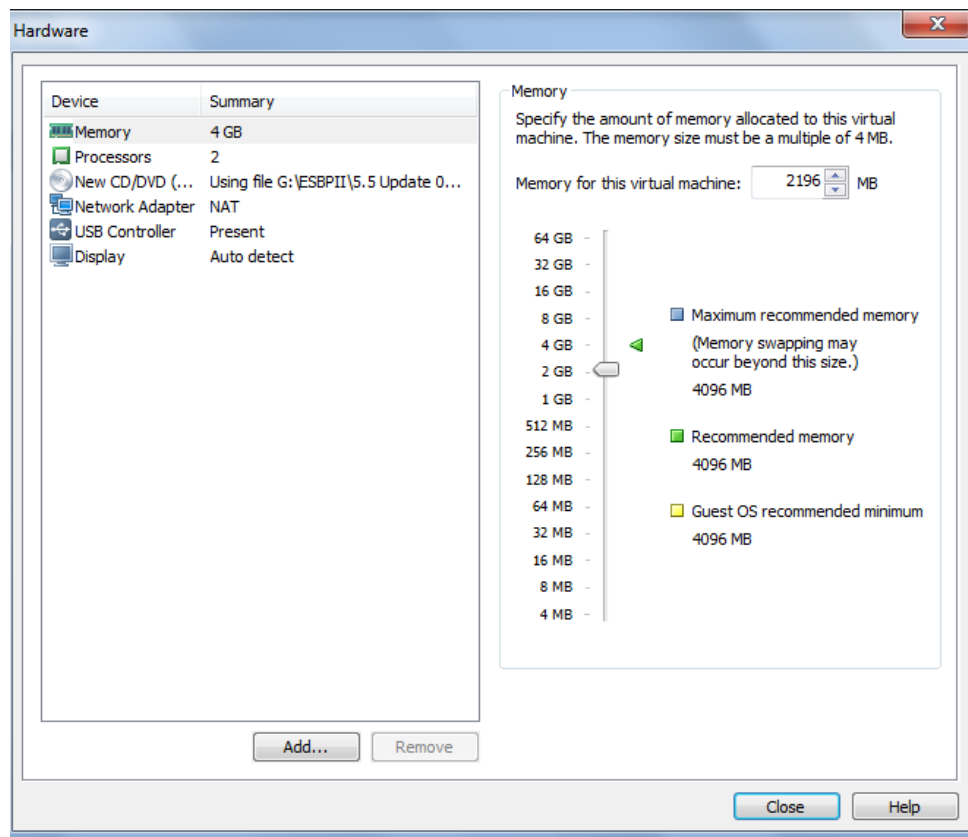 Hardware
Device Summary
Memory 4 GB
Processors 2
New CD/DVD (... Using file G:\ESBPII\5.5 Update 0...
Network Adapter NAT
USB Controller Present
Display Auto detect
Add... Remove
Memory
Specify the amount of memory allocated to this virtual
machine. The memory size must be a multiple of 4 MB.
Memory for this virtual machine: 2196 MB
64 GB
32 GB
16 GB
8 GB
4 GB
2 GB
1 GB
512 MB
256 MB
128 MB
64 MB
32 MB
16 MB
8 MB
4 MB
Maximum recommended memory
(Memory swapping may
occur beyond this size.)
4096 MB
Recommended memory
4096 MB
Guest OS recommended minimum
4096 MB
Close Help